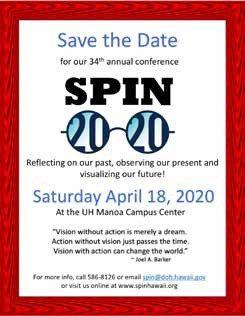 Save the Date
for our 34th annual conference
SPIN
2020
Reflecting on our past, observing our present and
visualizing our future!
Saturday April 18, 2020
At the UH Manoa Campus Center
"Vision without action is merely a dream.
Action without vision just passes the time.
Vision with action can change the world."
~ Joel A. Barker
For more info, call 586-8126 or email spin@doh.hawaii.gov
or visit us online at www.spinhawaii.org